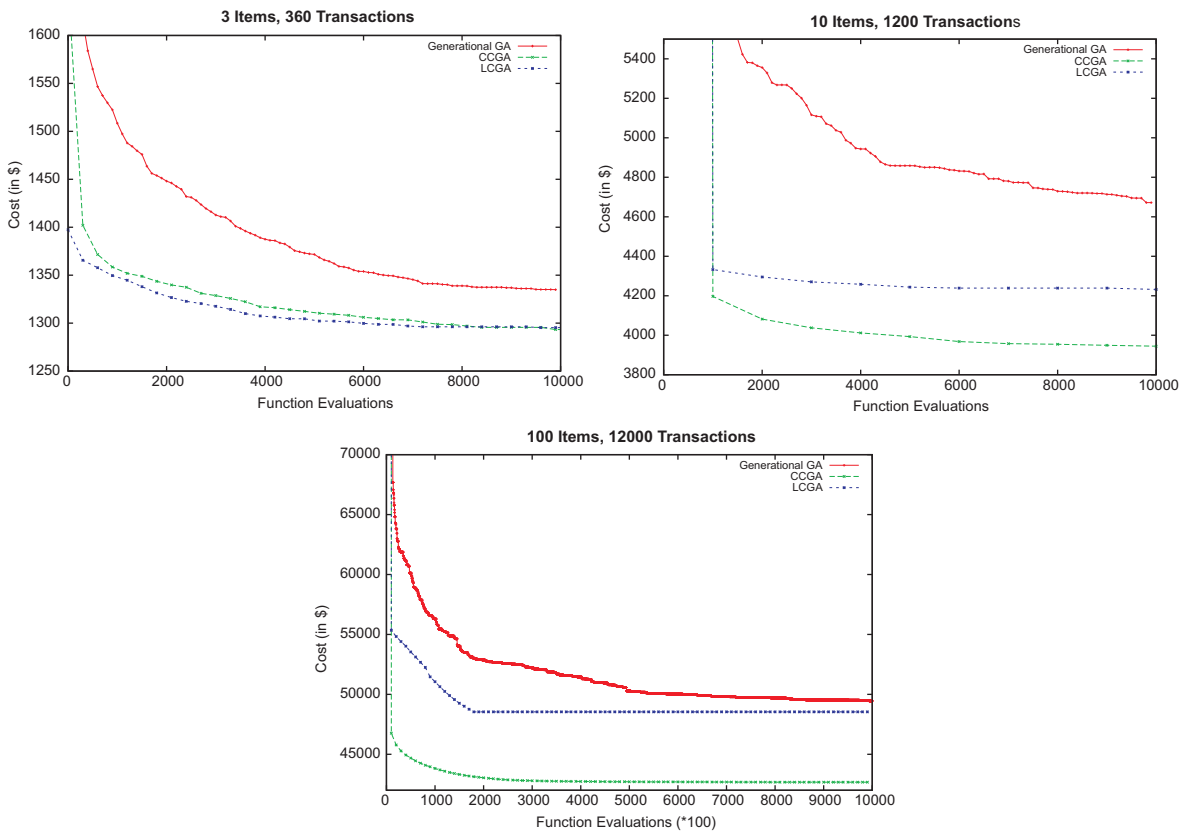 3 Items, 360 Transactions
1600
1550
1500
1450
1400
1350
1300
1250
Cost (in $)
Generational GA
CCGA
LCGA
0
2000
4000
6000
8000
10000
Function Evaluations
10 Items, 1200 Transactions
5400
5200
5000
4800
4600
4400
4200
4000
3800
Cost (in $)
Generational GA
CCGA
LCGA
0
2000
4000
6000
8000
10000
Function Evaluations
100 Items, 12000 Transactions
70000
65000
60000
55000
50000
45000
Cost (in $)
Generational GA
CCGA
LCGA
0
1000
2000
3000
4000
5000
6000
7000
8000
9000
10000
Function Evaluations (*100)